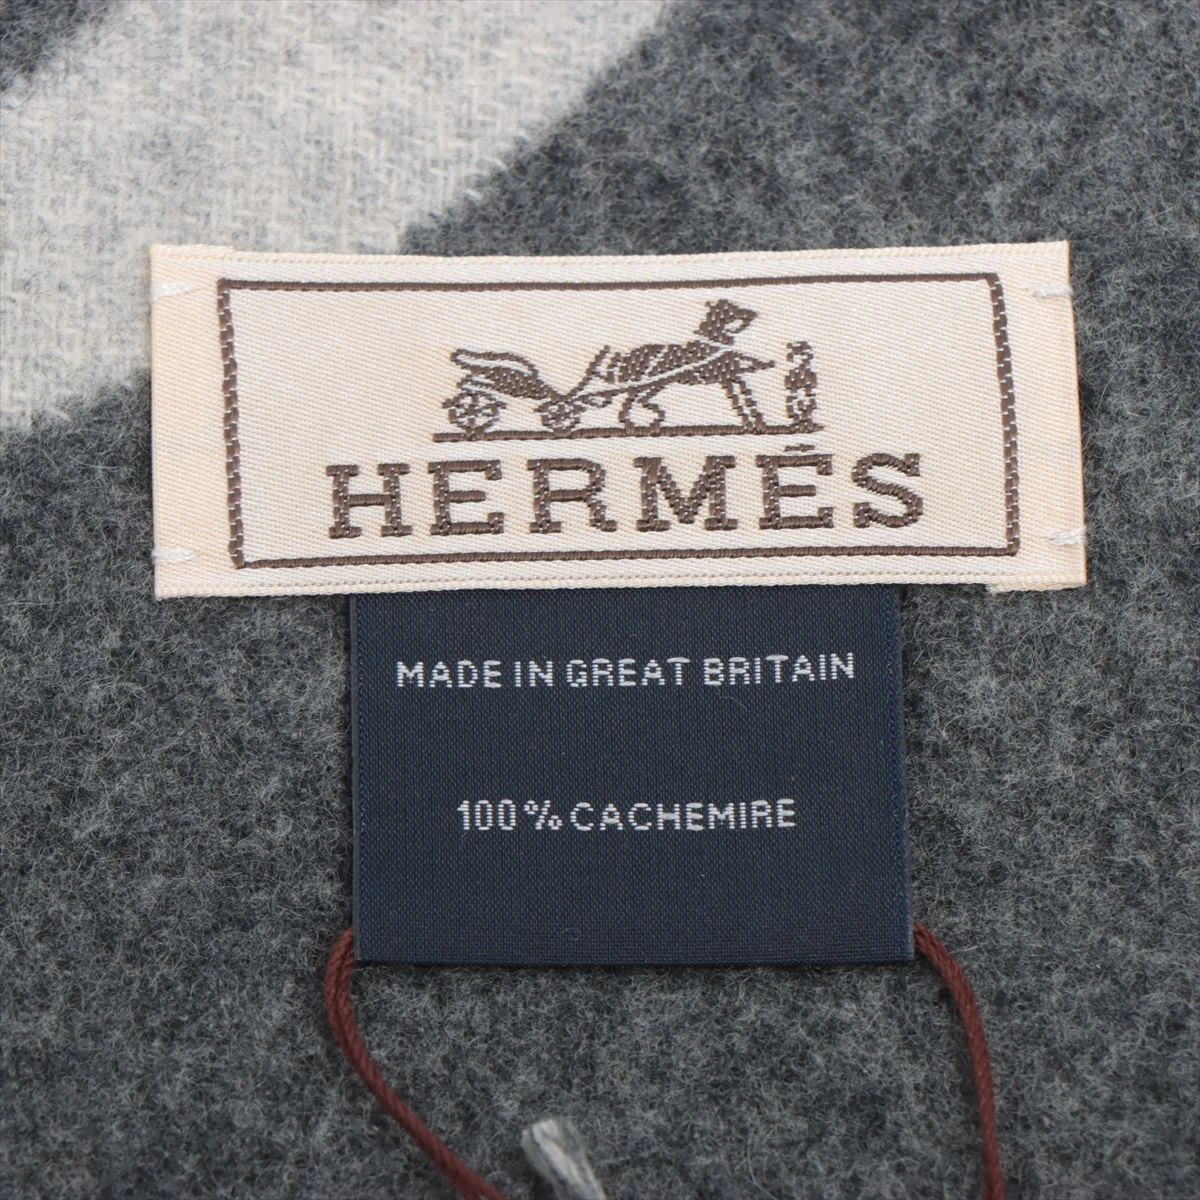 HERMÈS
MADE IN GREAT BRITAIN
100% CACHEMIRE